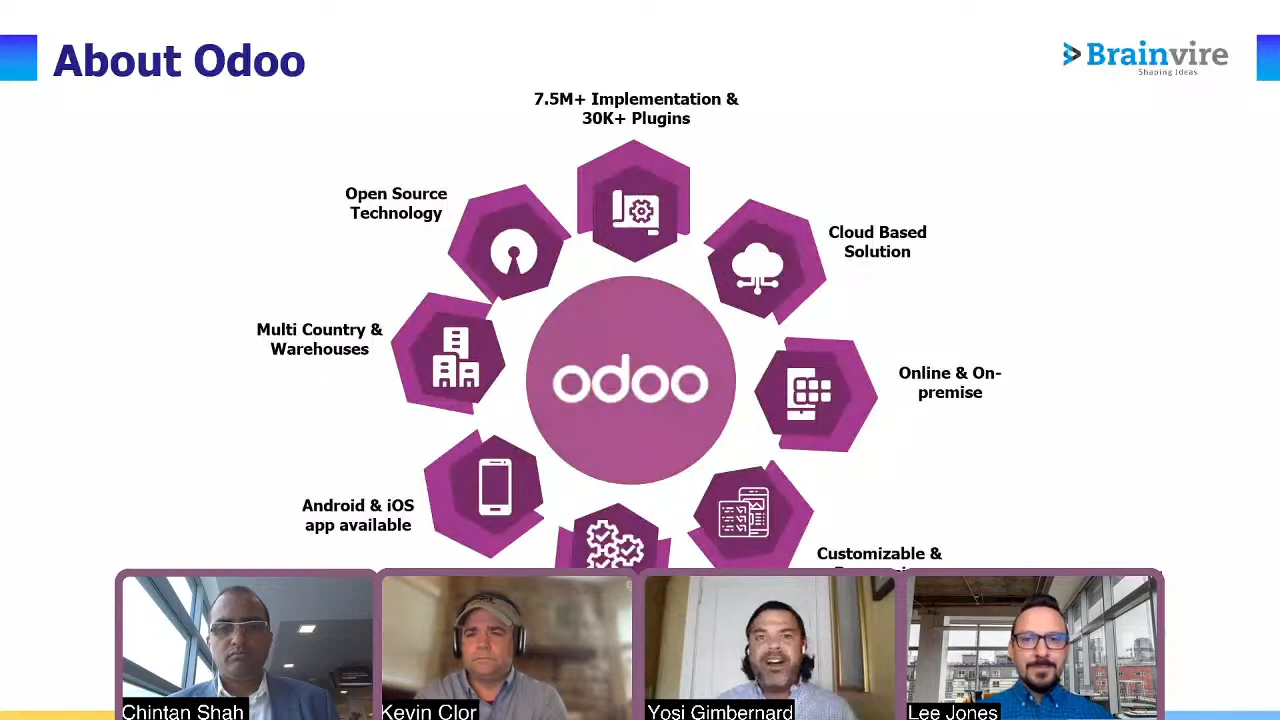 About Odoo
Brainvire
Shaping Ideas
7.5M+ Implementation &
30K+ Plugins
Open Source
Technology
Cloud Based
Solution
Multi Country &
Warehouses
odoo
Online & On-
premise
Android & iOS
app available
Customizable &
Chintan Shah
Kevin Clor
Yosi Gimbernard
Lee Jones